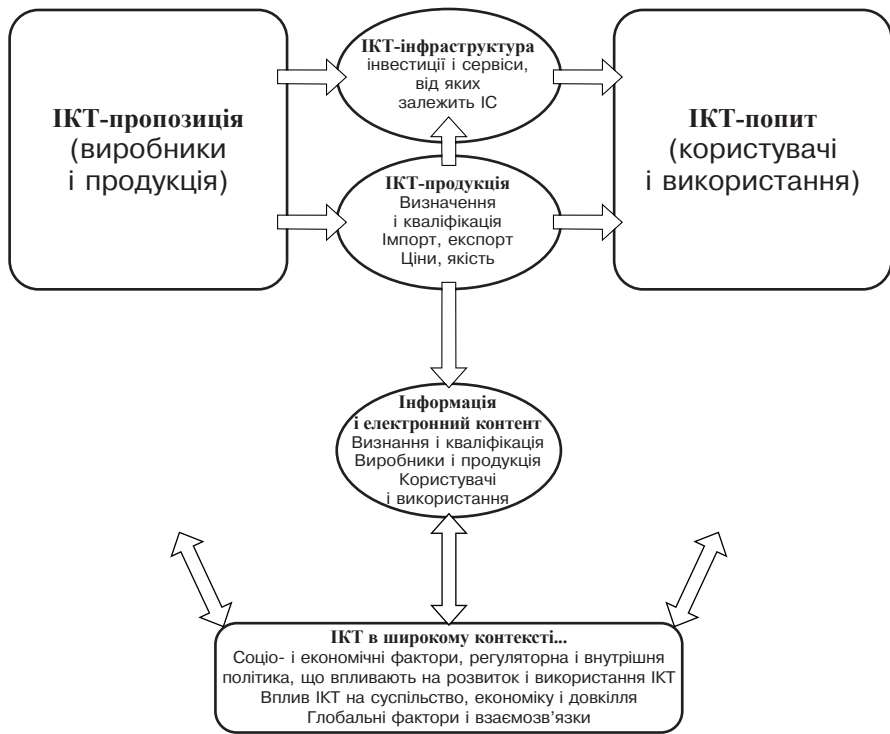 ІКТ-пропозиція
(виробники
і продукція)
ІКТ-інфраструктура
інвестиції і сервіси,
від яких
залежить ІС
ІКТ-продукція
Визначення
і кваліфікація
Імпорт, експорт
Ціни, якість
ІКТ-попит
(користувачі
і використання)
Інформація
і електронний контент
Визнання і кваліфікація
Виробники і продукція
Користувачі
і використання
ІКТ в широкому контексті...
Соціо- і економічні фактори, регуляторна і внутрішня
політика, що впливають на розвиток і використання ІКТ
Вплив ІКТ на суспільство, економіку і довкілля
Глобальні фактори і взаємозв’язки